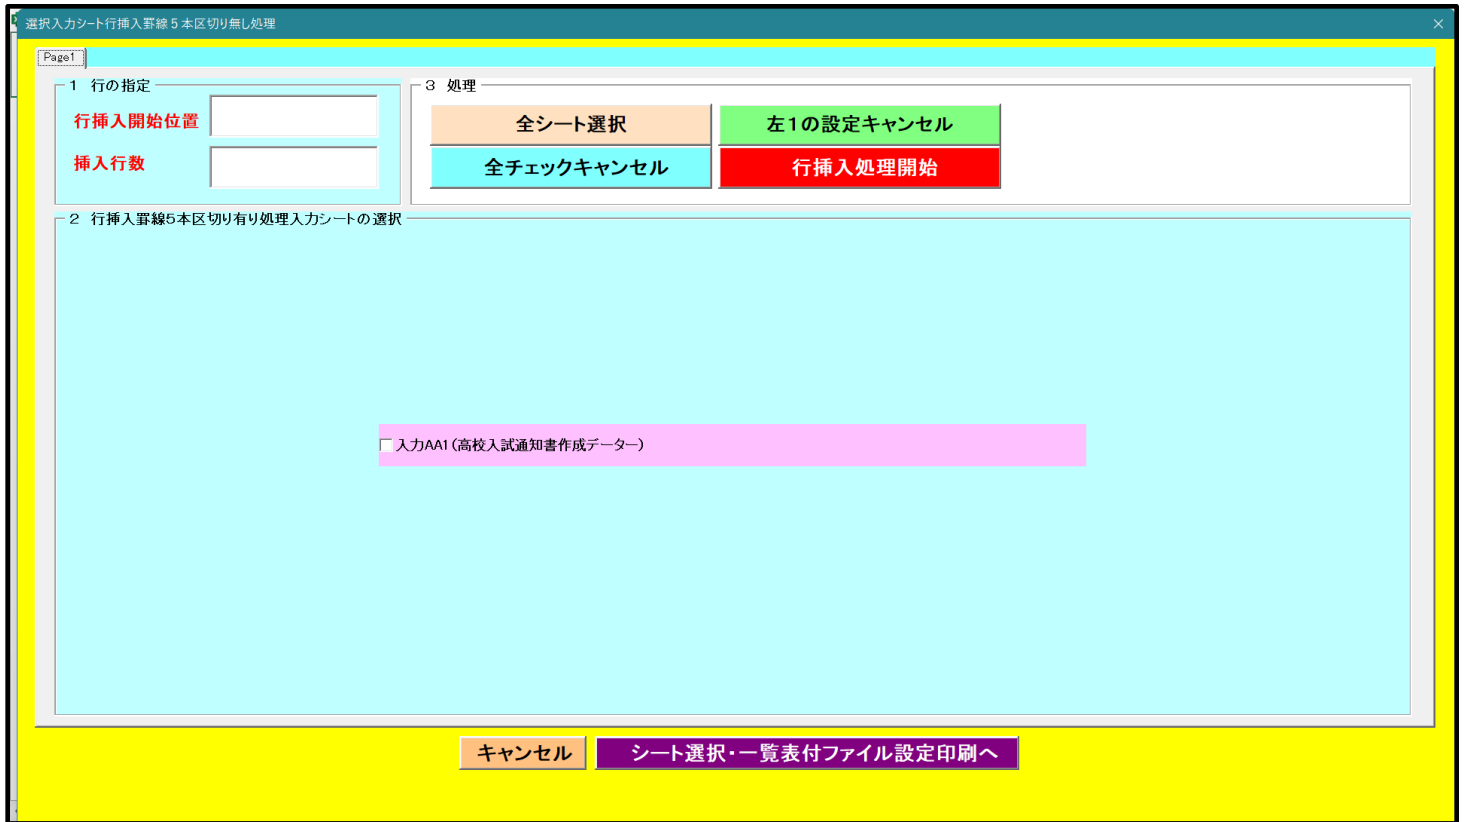 選択入力シート行挿入罫線５本区切り無し処理
Page1
1 行の指定
行挿入開始位置
挿入行数
3 処理
全シート選択
左1の設定キャンセル
全チェックキャンセル
行挿入処理開始
2 行挿入罫線5本区切り有り処理入力シートの選択
入力AA1(高校入試通知書作成データー)
キャンセル
シート選択・一覧表付ファイル設定印刷へ